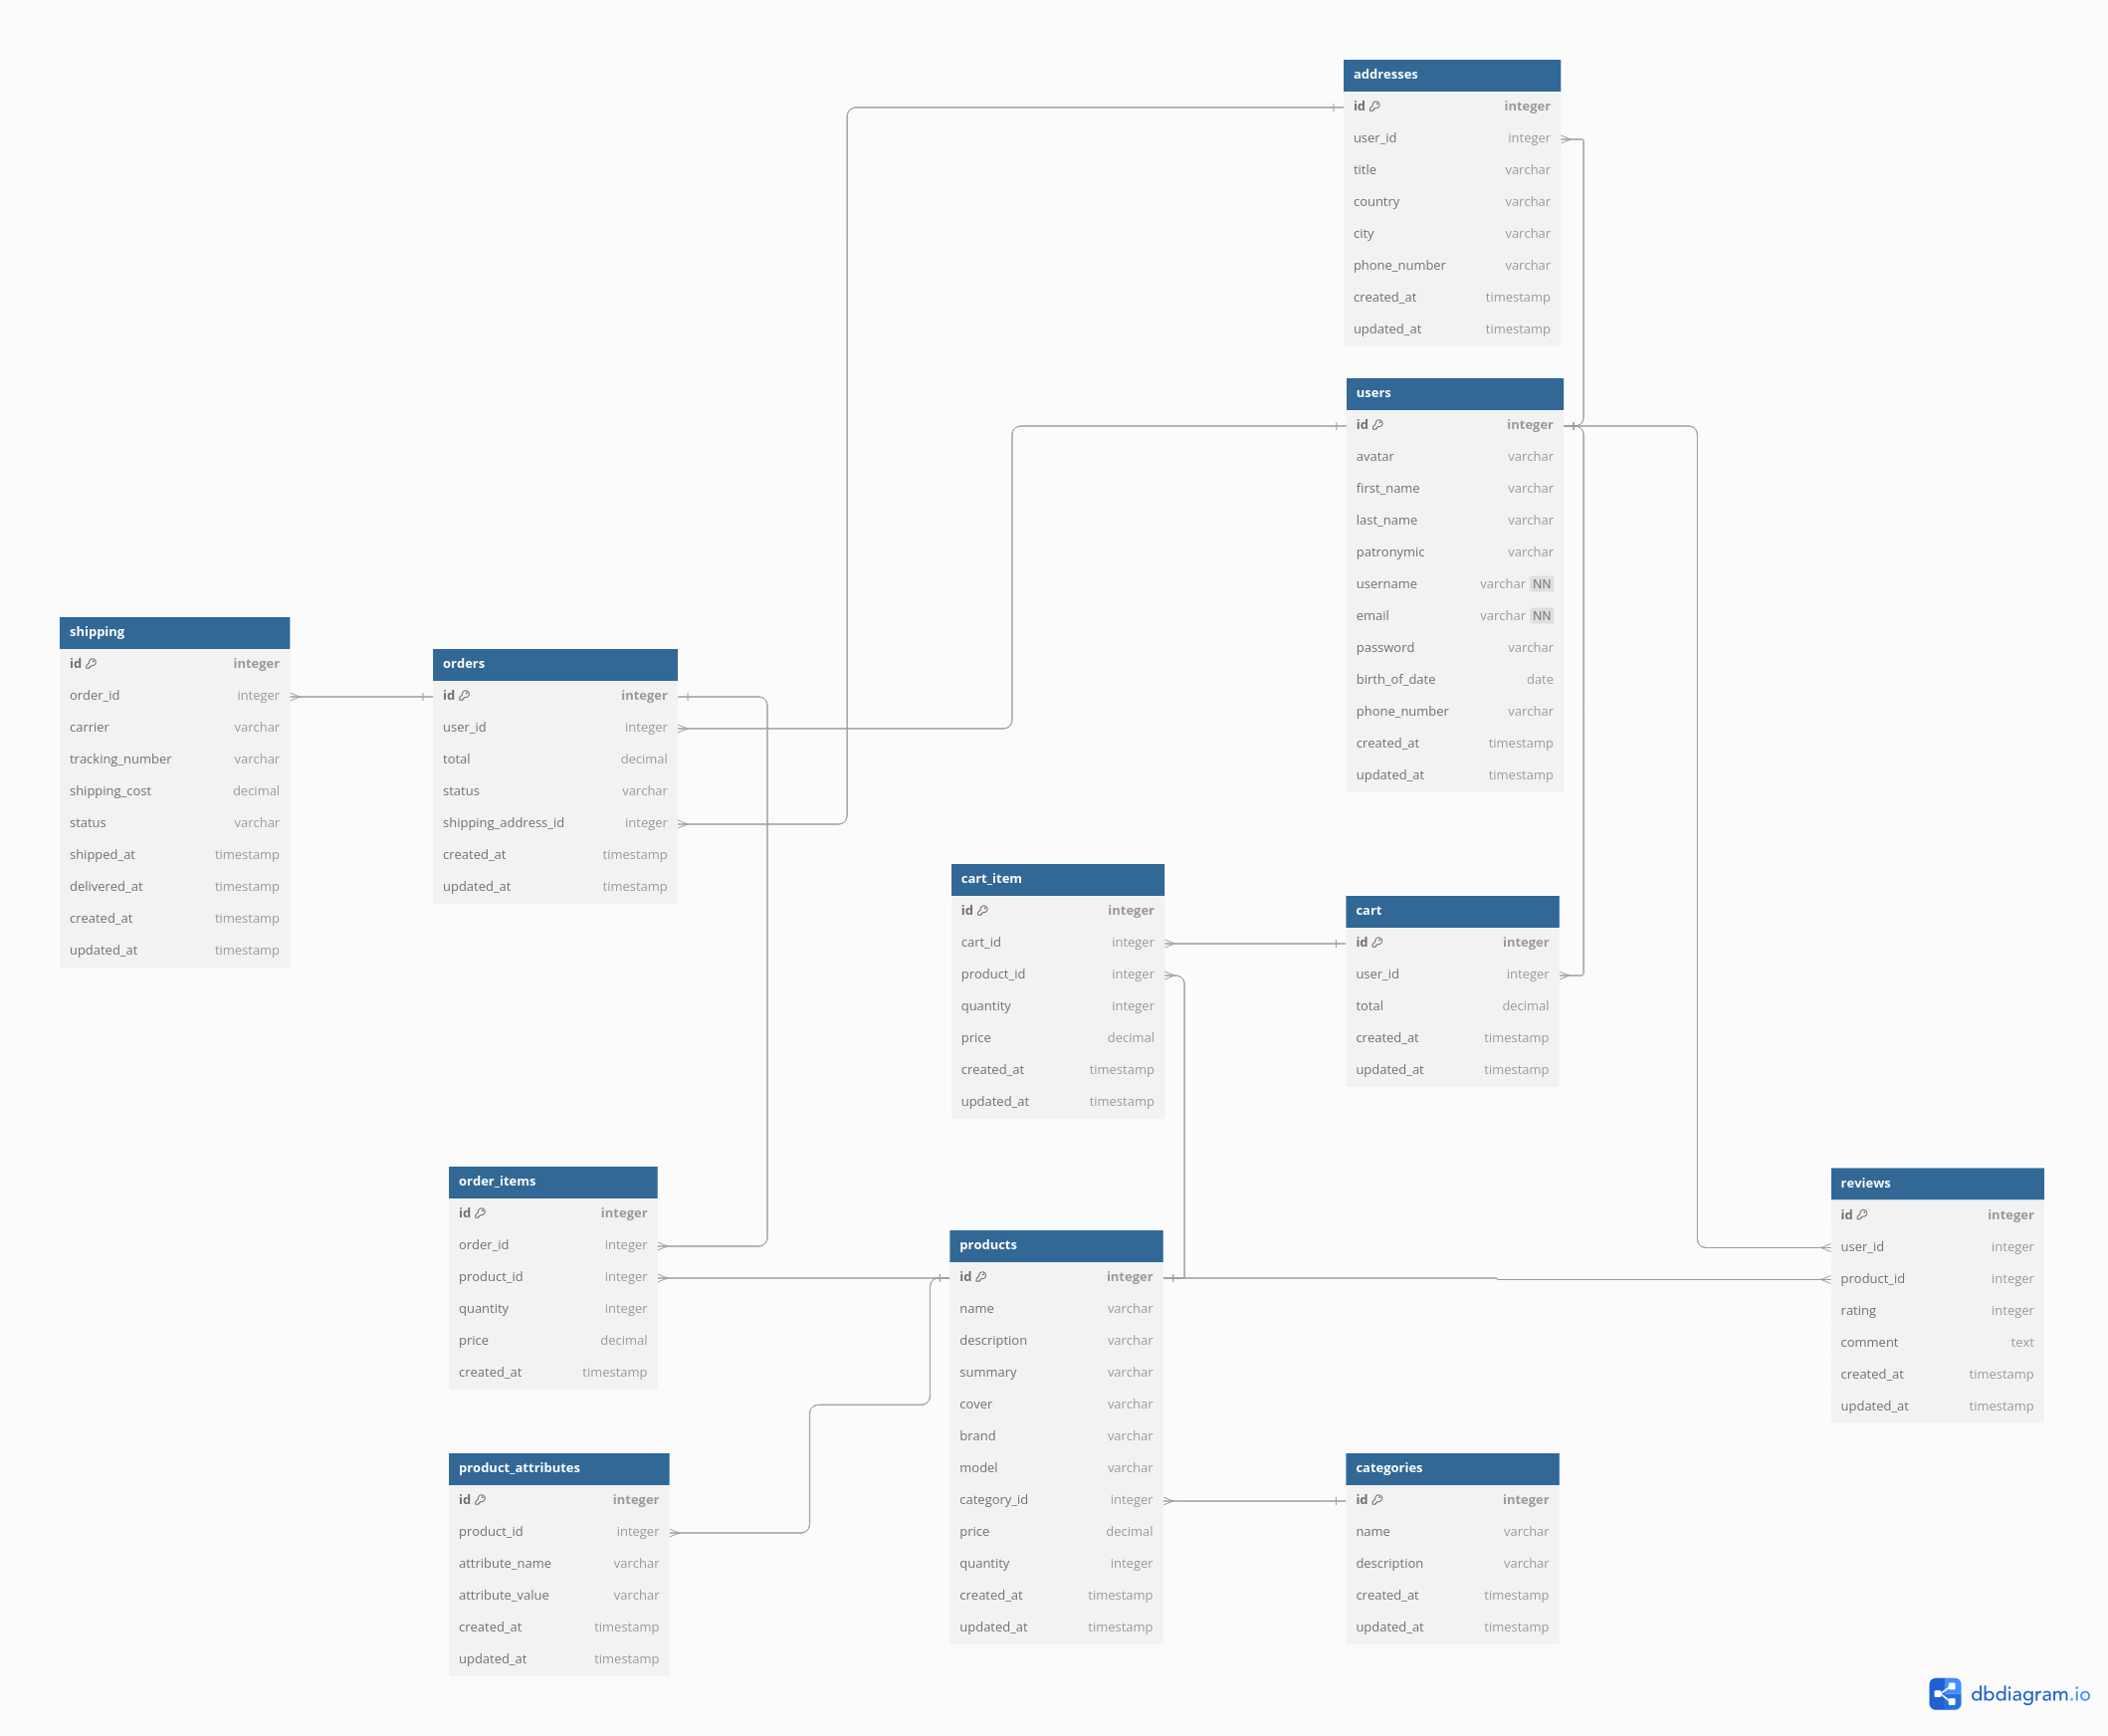 addresses
id integer
user_id integer
title varchar
country varchar
city varchar
phone_number varchar
created_at timestamp
updated_at timestamp
users
id integer
avatar varchar
first_name varchar
last_name varchar
patronymic varchar
username varchar NN
email varchar NN
password varchar
birth_of_date date
phone_number varchar
created_at timestamp
updated_at timestamp
shipping
id integer
order_id integer
carrier varchar
tracking_number varchar
shipping_cost decimal
status varchar
shipped_at timestamp
delivered_at timestamp
created_at timestamp
updated_at timestamp
orders
id integer
user_id integer
total decimal
status varchar
shipping_address_id integer
created_at timestamp
updated_at timestamp
cart_item
id integer
cart_id integer
product_id integer
quantity integer
price decimal
created_at timestamp
updated_at timestamp
cart
id integer
user_id integer
total decimal
created_at timestamp
updated_at timestamp
order_items
id integer
order_id integer
product_id integer
quantity integer
price decimal
created_at timestamp
products
id integer
name varchar
description varchar
summary varchar
cover varchar
brand varchar
model varchar
category_id integer
price decimal
quantity integer
created_at timestamp
updated_at timestamp
reviews
id integer
user_id integer
product_id integer
rating integer
comment text
created_at timestamp
updated_at timestamp
product_attributes
id integer
product_id integer
attribute_name varchar
attribute_value varchar
created_at timestamp
updated_at timestamp
categories
id integer
name varchar
description varchar
created_at timestamp
updated_at timestamp
dbdiagram.io